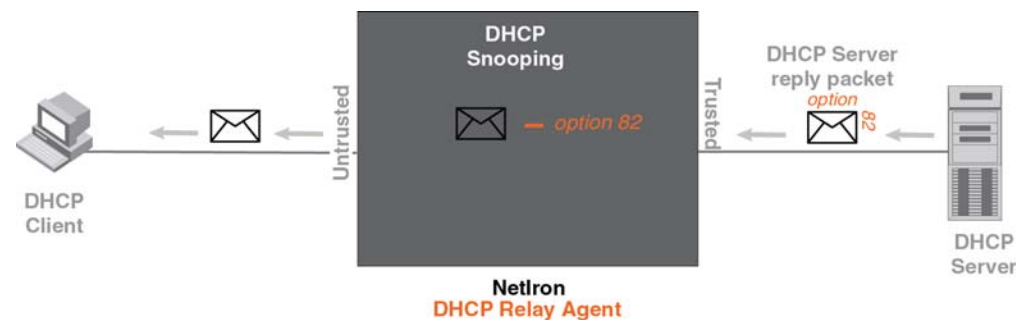 DHCP
Snooping
DHCP Server
reply packet
option
82
Untrusted
– option 82
Trusted
DHCP
Client
DHCP
Server
NetIron
DHCP Relay Agent